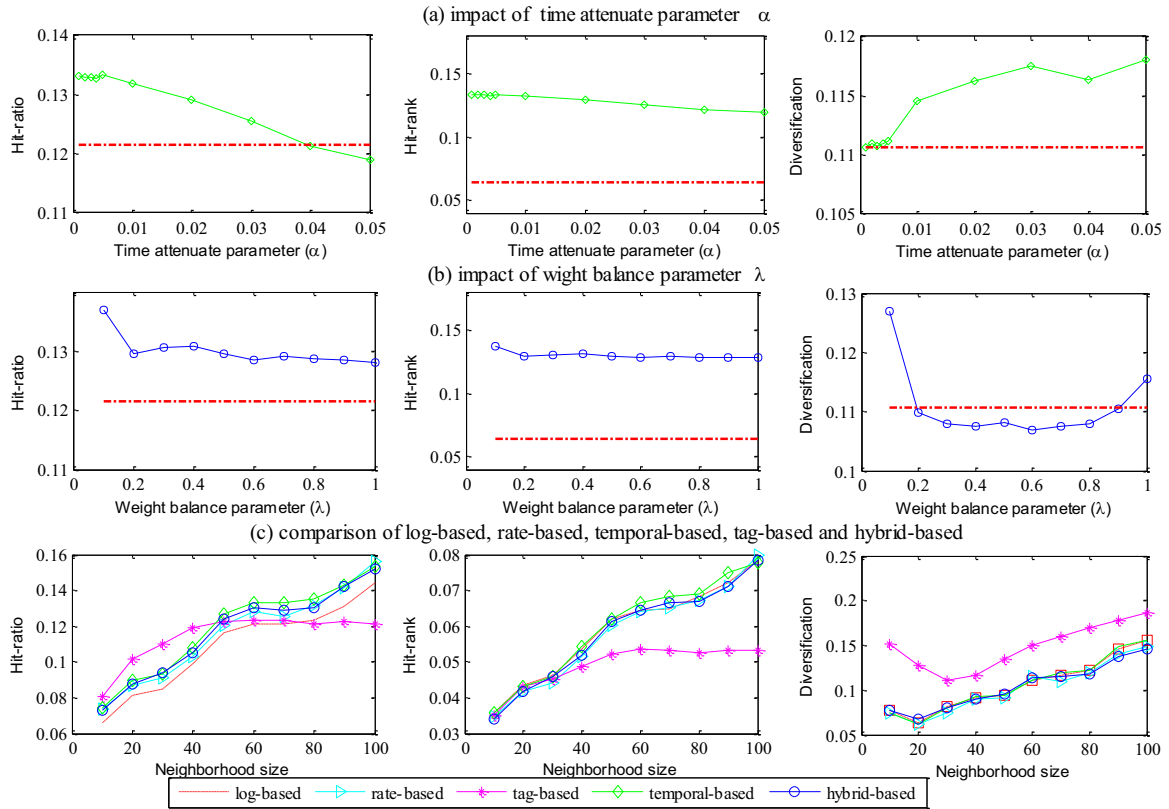 (a) impact of time attenuate parameter α
0.14
0.13
0.12
0.11
Hit-ratio
0 0.01 0.02 0.03 0.04 0.05
Time attenuate parameter (α)
0.15
0.1
0.05
Hit-rank
0 0.01 0.02 0.03 0.04 0.05
Time attenuate parameter (α)
0.12
0.115
0.11
0.105
Diversification
0 0.01 0.02 0.03 0.04 0.05
Time attenuate parameter (α)
(b) impact of wight balance parameter λ
0.13
0.12
0.11
Hit-ratio
0 0.2 0.4 0.6 0.8 1
Weight balance parameter (λ)
0.15
0.1
0.05
Hit-rank
0 0.2 0.4 0.6 0.8 1
Weight balance parameter (λ)
0.13
0.12
0.11
0.1
Diversification
0 0.2 0.4 0.6 0.8 1
Weight balance parameter (λ)
(c) comparison of log-based, rate-based, temporal-based, tag-based and hybrid-based
0.16
0.14
0.12
0.1
0.08
0.06
Hit-ratio
0 20 40 60 80 100
Neighborhood size
0.08
0.07
0.06
0.05
0.04
0.03
Hit-rank
0 20 40 60 80 100
Neighborhood size
0.25
0.2
0.15
0.1
0.05
Diversification
0 20 40 60 80 100
Neighborhood size
log-based rate-based tag-based temporal-based hybrid-based